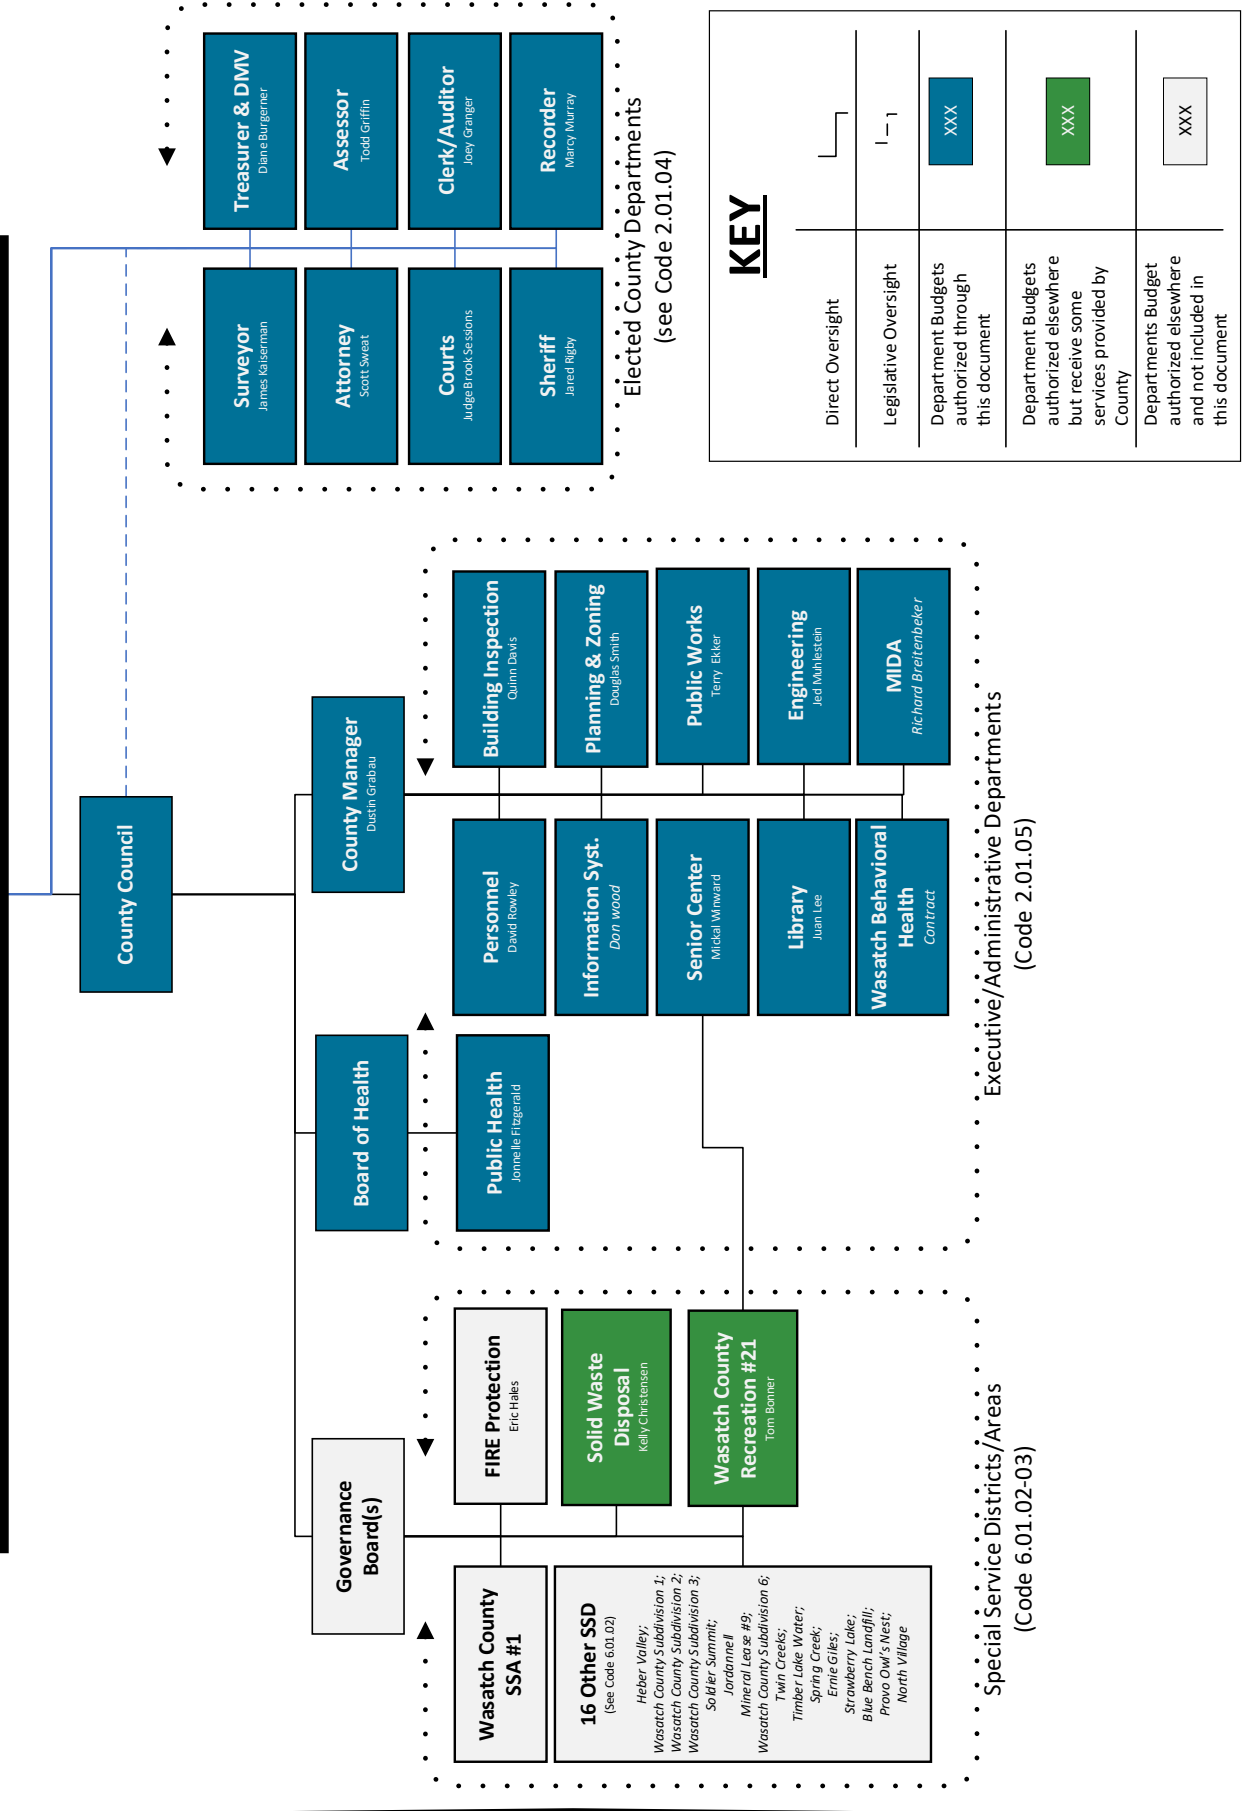 County Council
Governance
Board(s)
Board of Health
County Manager
Dustin Grabau
Wasatch County
SSA #1
FIRE Protection
Eric Hales
16 Other SSD
(See Code 6.01.02)
Heber Valley;
Wasatch County Subdivision 1;
Wasatch County Subdivision 2;
Wasatch County Subdivision 3;
Soldier Summit;
Jordannell
Mineral Lease #9;
Wasatch County Subdivision 6;
Twin Creeks;
Timber Lake Water;
Spring Creek;
Ernie Giles;
Strawberry Lake;
Blue Bench Landfill;
Provo Owl's Nest;
North Village
Solid Waste
Disposal
Kelly Christensen
Wasatch County
Recreation #21
Tom Bonner
Special Service Districts/Areas
(Code 6.01.02-03)
Public Health
Jonnelle Fitzgerald
Personnel
David Rowley
Building Inspection
Quinn Davis
Information Syst.
Don wood
Planning & Zoning
Douglas Smith
Senior Center
Mickal Winward
Public Works
Terry Ekker
Library
Juan Lee
Engineering
Jed Muhlestein
Wasatch Behavioral
Health
Contract
MIDA
Richard Breitenbeker
Executive/Administrative Departments
(Code 2.01.05)
Surveyor
James Kaiserman
Treasurer & DMV
Diane Burgener
Attorney
Scott Sweat
Assessor
Todd Griffin
Courts
Judge Brook Sessions
Clerk/Auditor
Joey Granger
Sheriff
Jared Rigby
Recorder
Marcy Murray
Elected County Departments
(see Code 2.01.04)
KEY
Direct Oversight
Legislative Oversight
Department Budgets
authorized through
this document
XXX
Department Budgets
authorized elsewhere
but receive some
services provided by
County
XXX
Departments Budget
authorized elsewhere
and not included in
this document
XXX